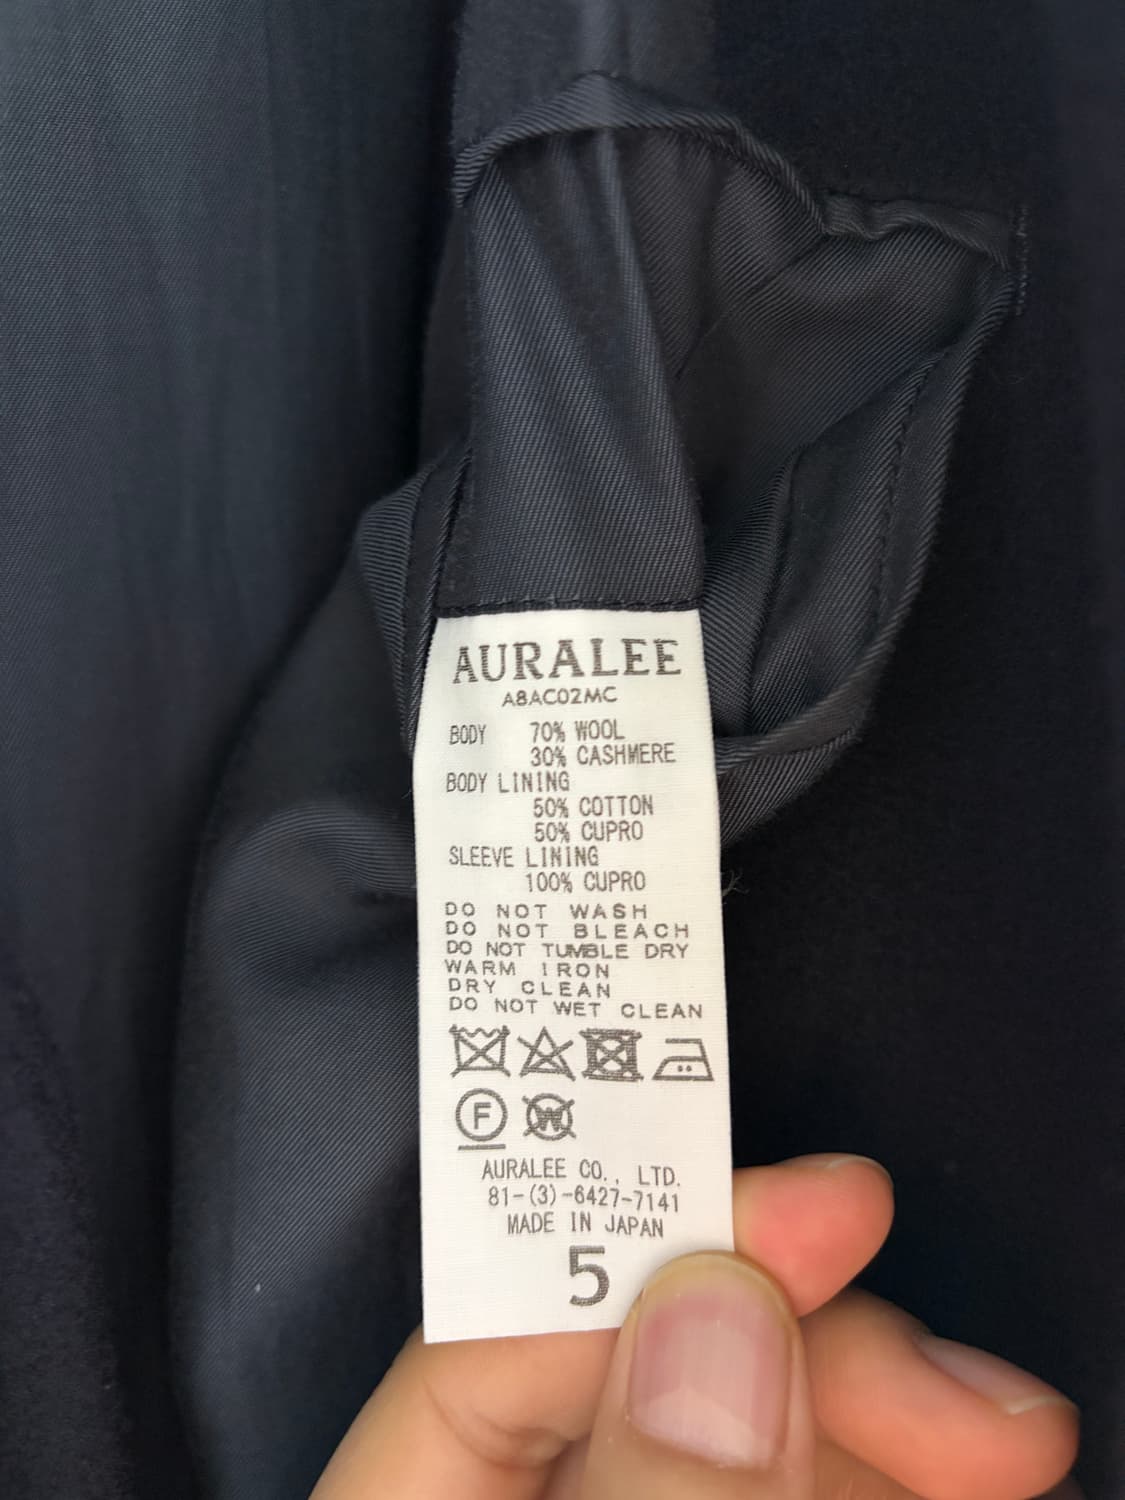 AURALEE
A8AC02MC
BODY 70% WOOL
30% CASHMERE
BODY LINING
50% COTTON
50% CUPRO
SLEEVE LINING
100% CUPRO
DO NOT WASH
DO NOT BLEACH
DO NOT TUMBLE DRY
WARM IRON
DRY CLEAN
DO NOT WET CLEAN
F W
AURALEE CO., LTD.
81-(3)-6427-7141
MADE IN JAPAN
5